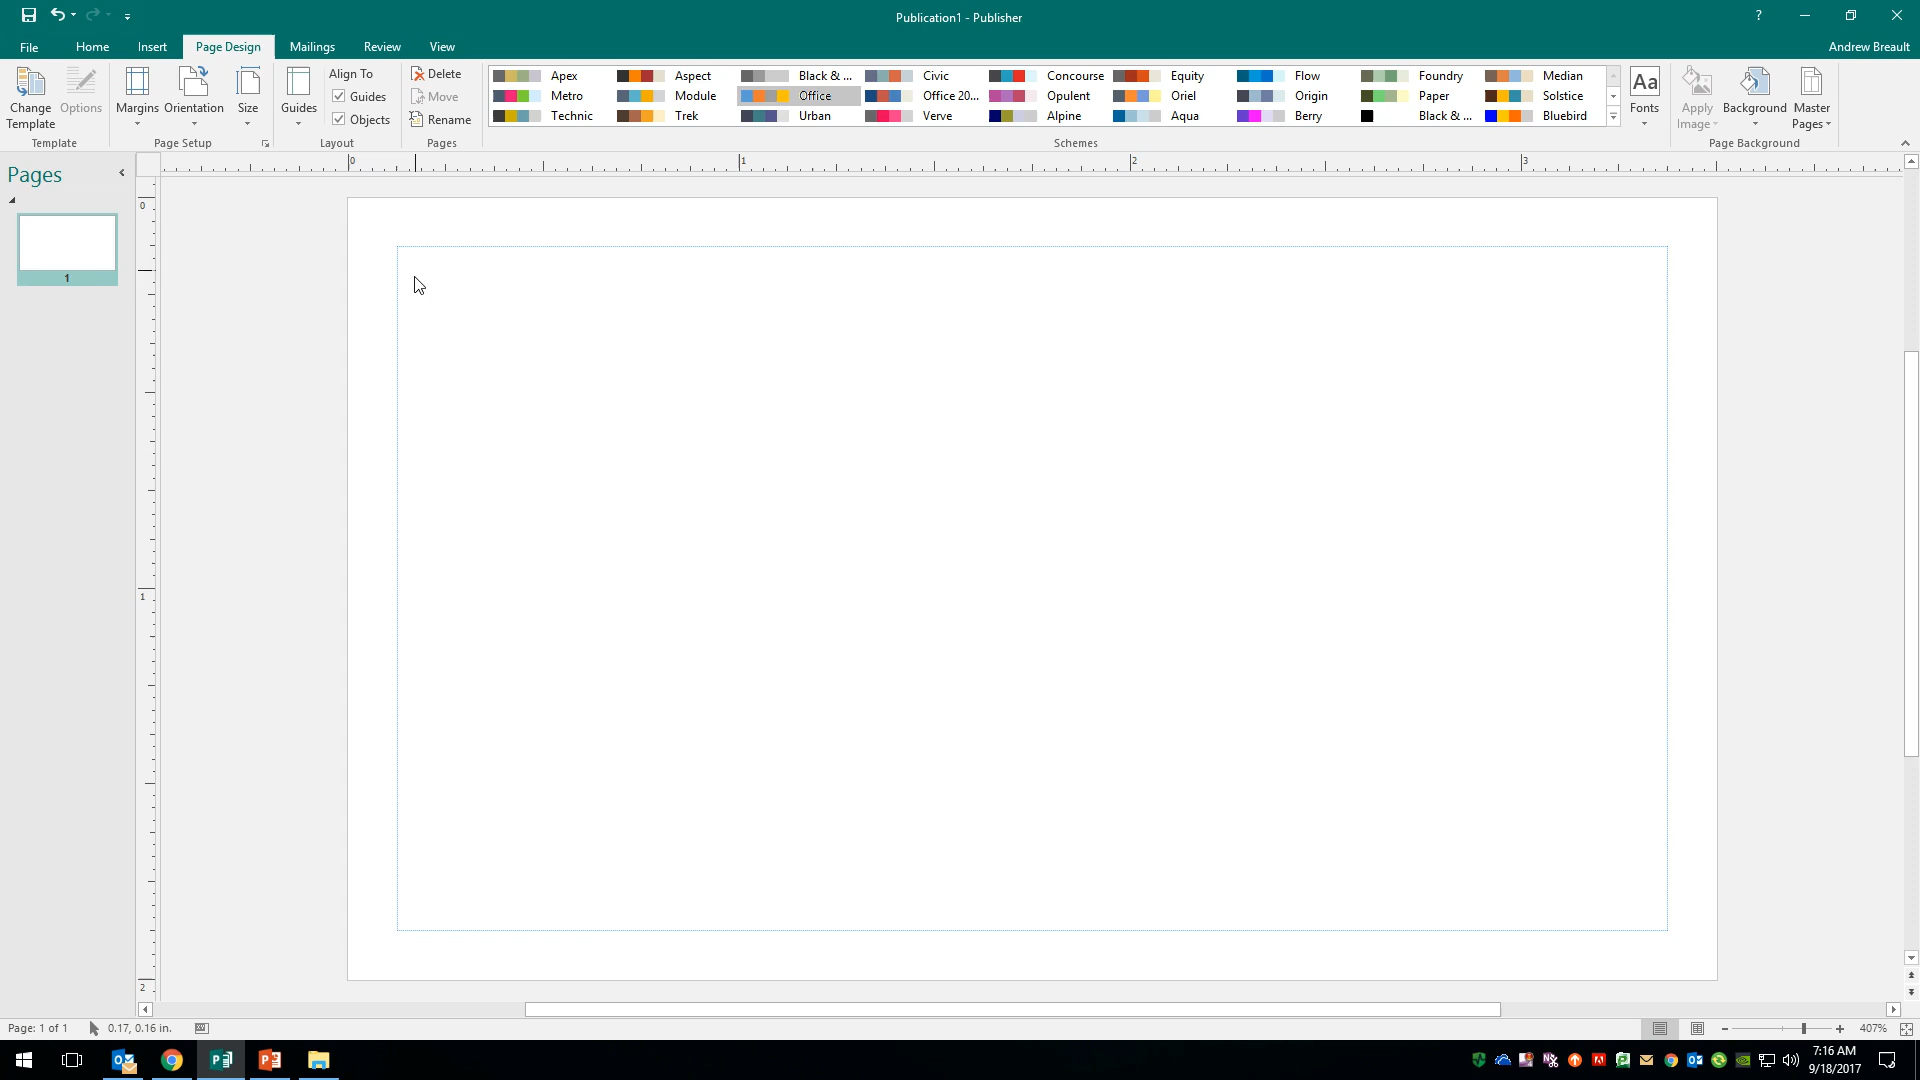 Publication1 - Publisher
?
File Home Insert Page Design Mailings Review View Andrew Breault
Change Template
Options
Template
Margins
Orientation
Size
Page Setup
Guides
Align To
Guides
Objects
Layout
Delete
Move
Rename
Pages
Apex Aspect Black & ... Civic Concourse Equity Flow Foundry Median
Metro Module Office Office 20... Opulent Oriel Origin Paper Solstice
Technic Trek Urban Verve Alpine Aqua Berry Black & ... Bluebird
Schemes
Aa
Fonts
Apply Image
Background
Master Pages
Page Background
Pages
1
0 1 2 3
0
1
2
Page: 1 of 1 0.17, 0.16 in. 407%
7:16 AM
9/18/2017